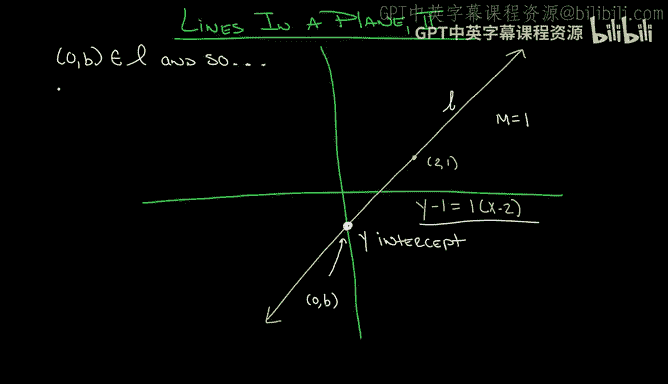 LINES IN A PLANE, II
GPT中英字幕课程资源@bilibili.com
GPT中英字幕课程资源 bilibili
(0,b) ∈ l AND SO...
l
M=1
(2,1)
Y-1=1(X-2)
Y INTERCEPT
(0,b)